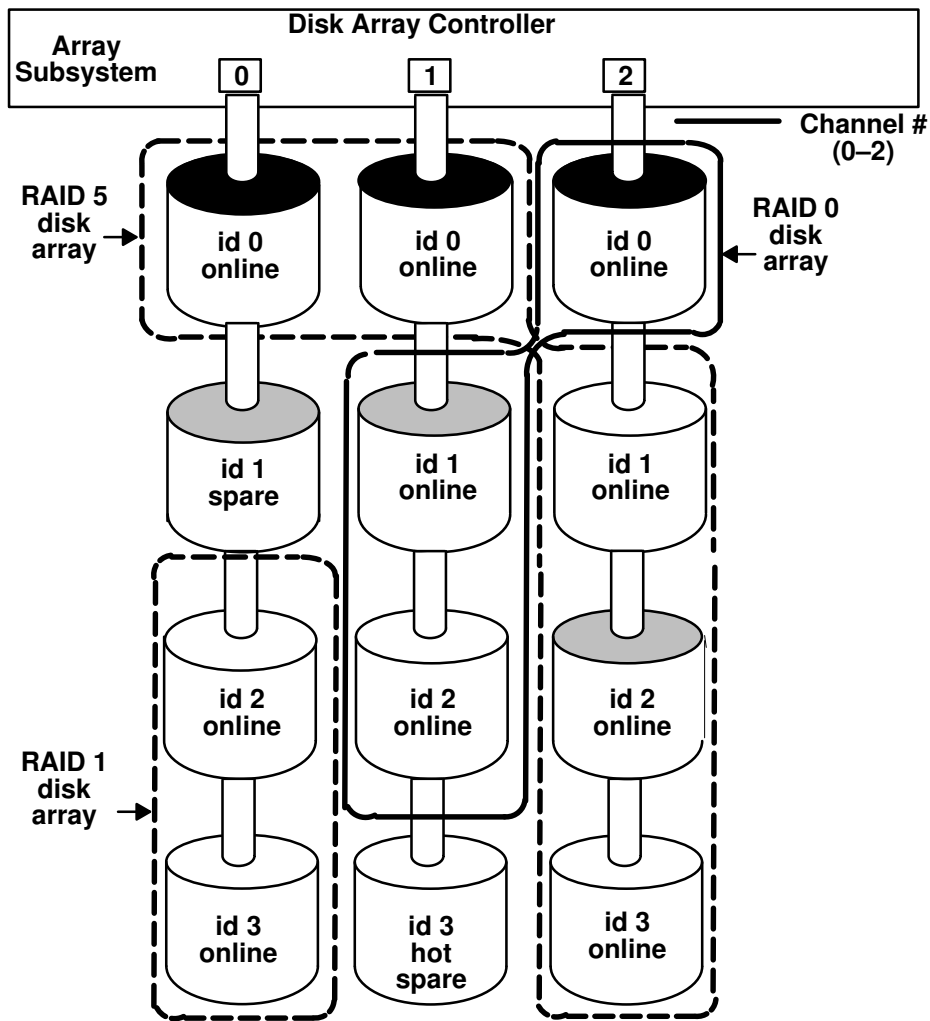 Disk Array Controller
Array
Subsystem
0
1
2
Channel #
(0–2)
RAID 5
disk
array
id 0
online
id 0
online
id 0
online
RAID 0
disk
array
id 1
spare
id 1
online
id 1
online
id 2
online
id 2
online
id 2
online
RAID 1
disk
array
id 3
online
id 3
hot
spare
id 3
online